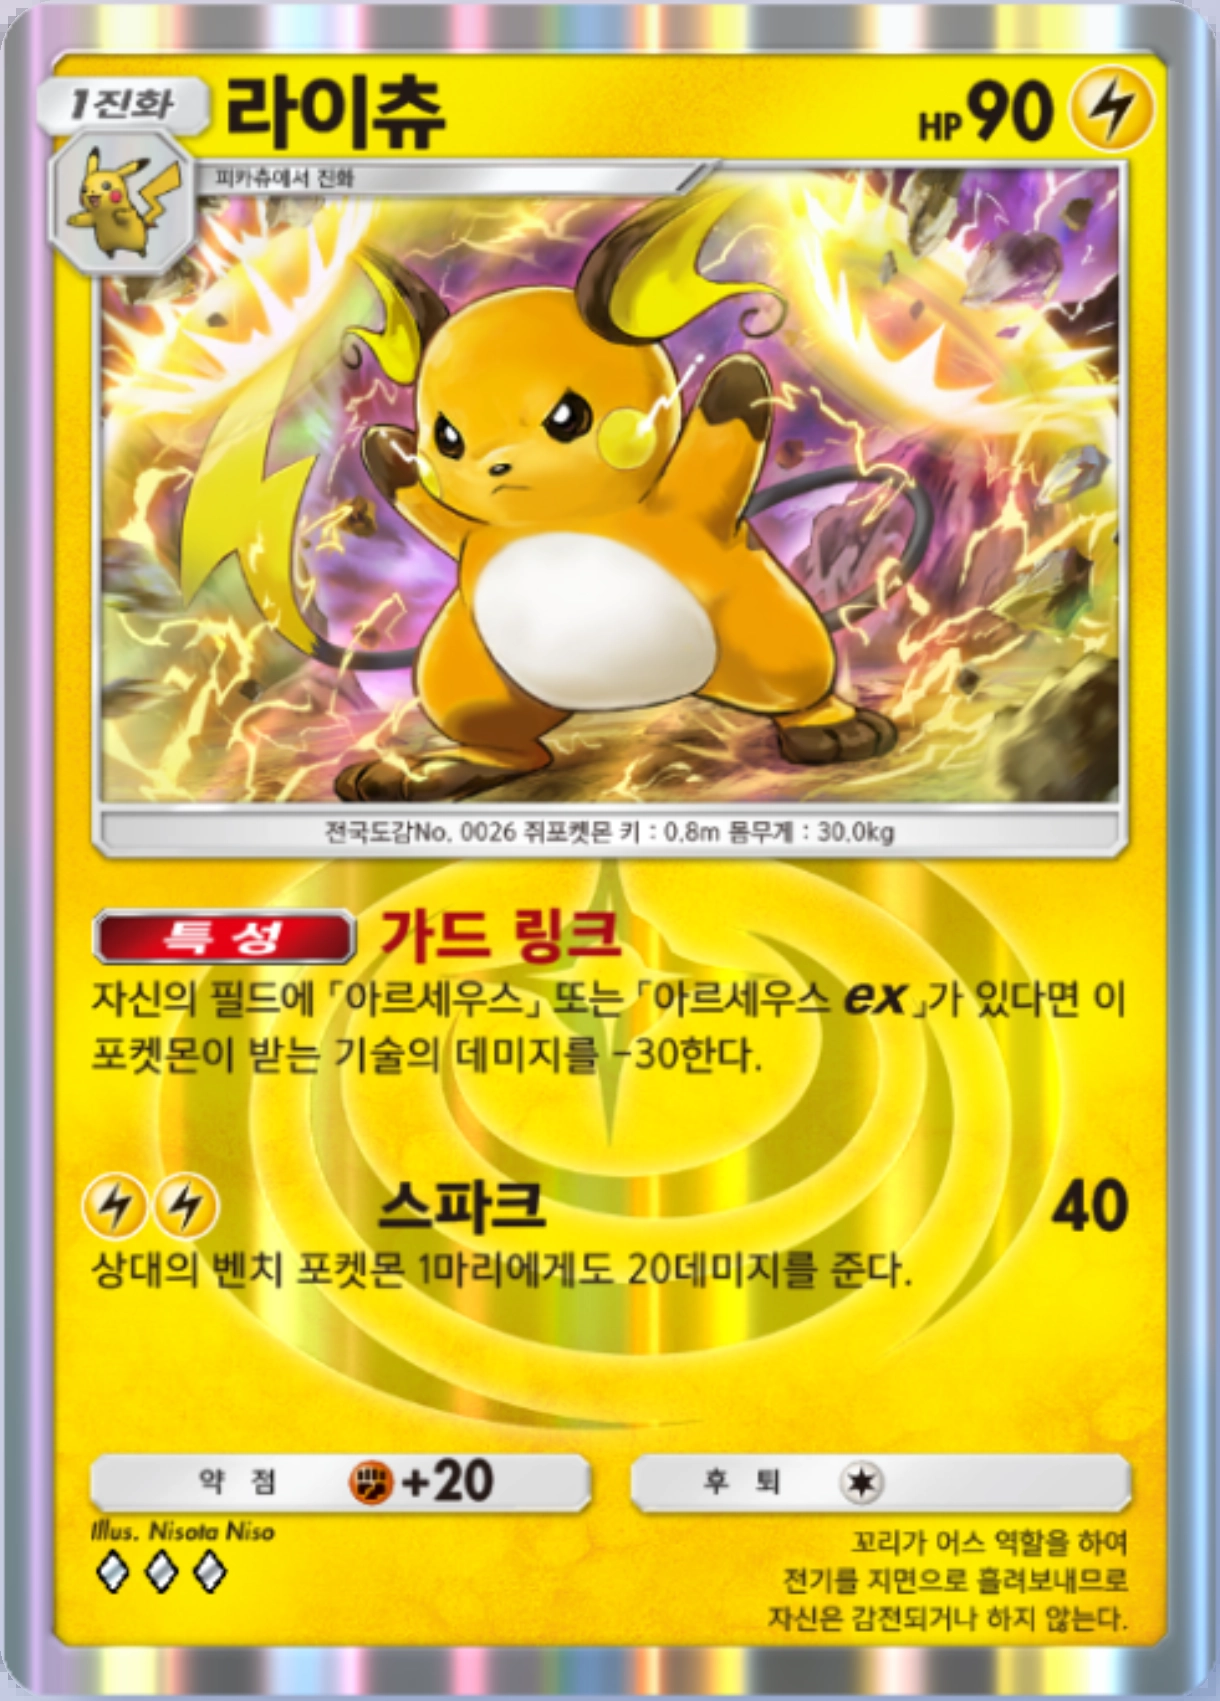 1진화
라이츄
HP 90
피카츄에서 진화
전국도감No. 0026 쥐포켓몬 키 : 0.8m 몸무게 : 30.0kg
특성 가드 링크
자신의 필드에 「아르세우스」 또는 「아르세우스 ex」가 있다면 이
포켓몬이 받는 기술의 데미지를 -30한다.
스파크 40
상대의 벤치 포켓몬 1마리에게도 20데미지를 준다.
약점 +20
후퇴
Illus. Nisota Niso
꼬리가 어스 역할을 하여
전기를 지면으로 흘려보내므로
자신은 감전되거나 하지 않는다.